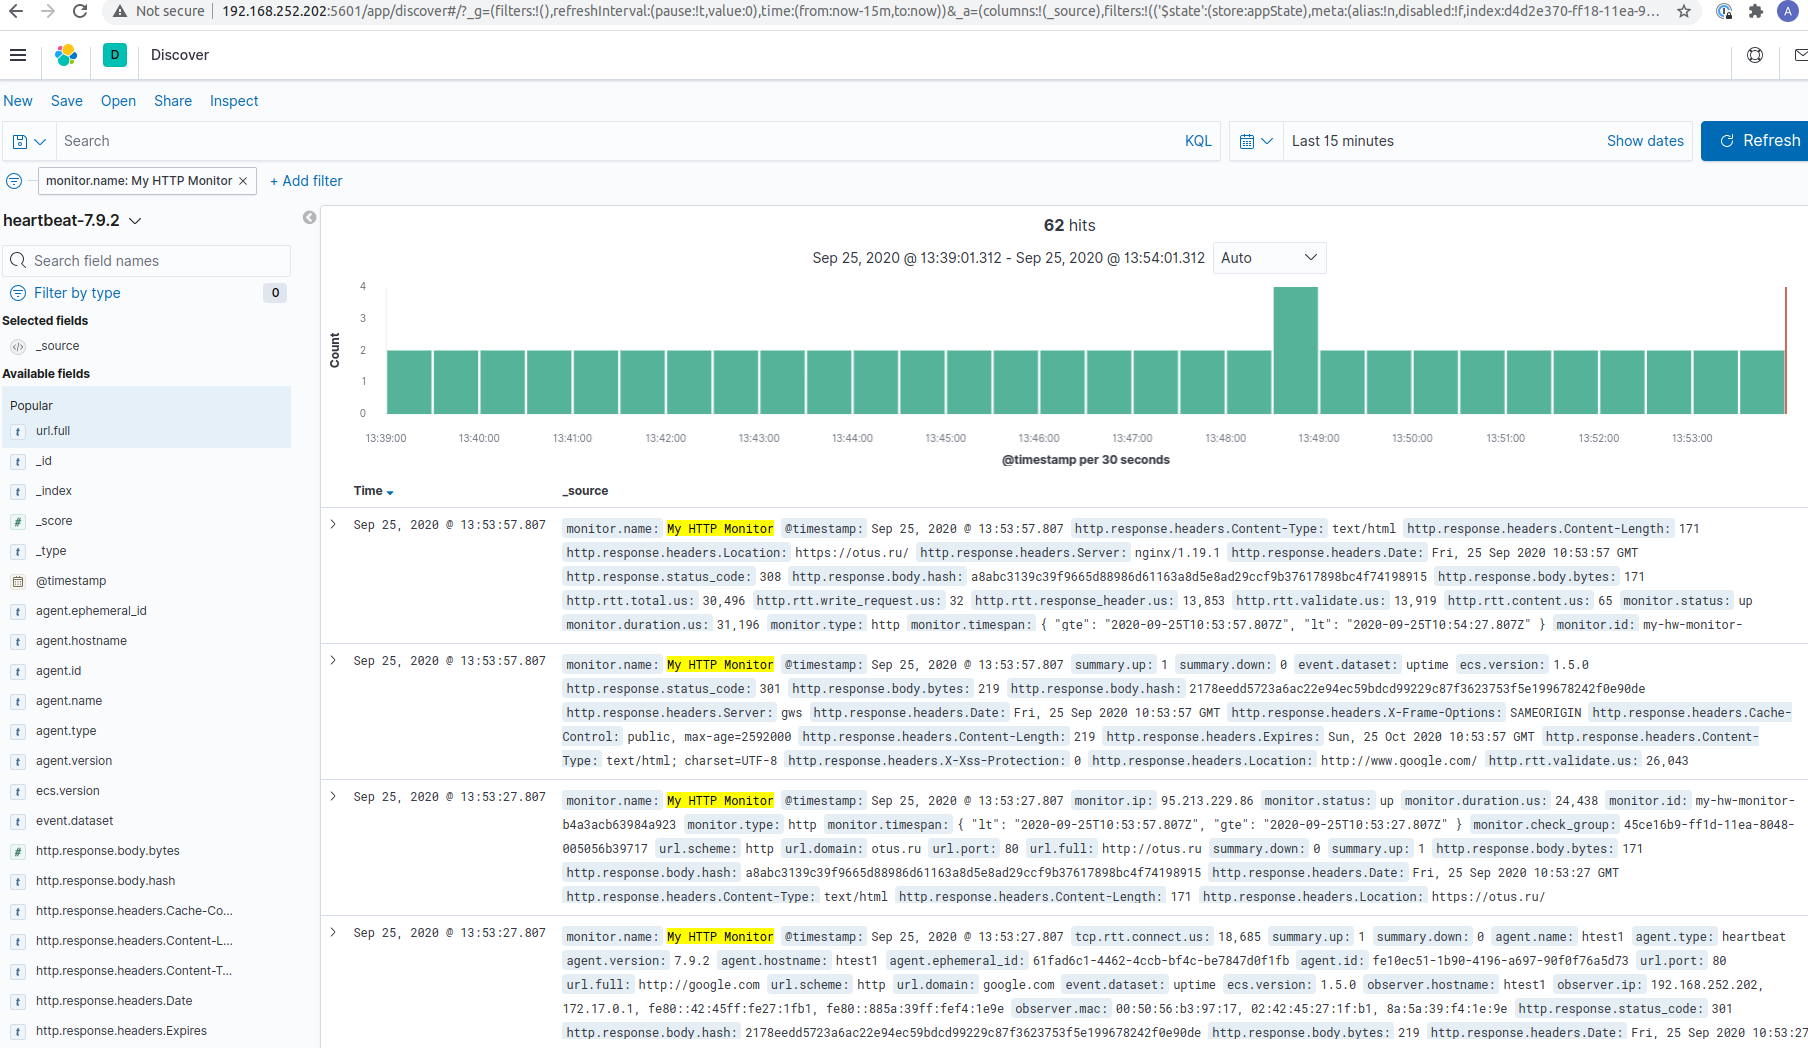 Not secure 192.168.252.202:5601/app/discover#/?_g=(filters:!(),refreshInterval:(pause:!t,value:0),time:(from:now-15m,to:now))&_a=(columns:!(_source),filters:!(('$state':(store:appState),meta:(alias:!n,disabled:!f,index:d4d2e370-ff18-11ea-9... A
D Discover
New Save Open Share Inspect
Search KQL Last 15 minutes Show dates Refresh
monitor.name: My HTTP Monitor × + Add filter
heartbeat-7.9.2
Search field names
Filter by type 0
Selected fields
_source
Available fields
Popular
t url.full
t _id
t _index
# _score
t _type
@timestamp
t agent.ephemeral_id
t agent.hostname
t agent.id
t agent.name
t agent.type
t agent.version
t ecs.version
t event.dataset
# http.response.body.bytes
t http.response.body.hash
t http.response.headers.Cache-Co...
t http.response.headers.Content-L...
t http.response.headers.Content-T...
t http.response.headers.Date
t http.response.headers.Expires
62 hits
Sep 25, 2020 @ 13:39:01.312 - Sep 25, 2020 @ 13:54:01.312 Auto
4
3
2
1
0
Count
13:39:00 13:40:00 13:41:00 13:42:00 13:43:00 13:44:00 13:45:00 13:46:00 13:47:00 13:48:00 13:49:00 13:50:00 13:51:00 13:52:00 13:53:00
@timestamp per 30 seconds
Time _source
Sep 25, 2020 @ 13:53:57.807 monitor.name: My HTTP Monitor @timestamp: Sep 25, 2020 @ 13:53:57.807 http.response.headers.Content-Type: text/html http.response.headers.Content-Length: 171
http.response.headers.Location: https://otus.ru/ http.response.headers.Server: nginx/1.19.1 http.response.headers.Date: Fri, 25 Sep 2020 10:53:57 GMT
http.response.status_code: 308 http.response.body.hash: a8abc3139c39f9665d88986d61163a8d5e8ad29ccf9b37617898bc4f74198915 http.response.body.bytes: 171
http.rtt.total.us: 30,496 http.rtt.write_request.us: 32 http.rtt.response_header.us: 13,853 http.rtt.validate.us: 13,919 http.rtt.content.us: 65 monitor.status: up
monitor.duration.us: 31,196 monitor.type: http monitor.timespan: { "gte": "2020-09-25T10:53:57.807Z", "lt": "2020-09-25T10:54:27.807Z" } monitor.id: my-hw-monitor-
Sep 25, 2020 @ 13:53:57.807 monitor.name: My HTTP Monitor @timestamp: Sep 25, 2020 @ 13:53:57.807 summary.up: 1 summary.down: 0 event.dataset: uptime ecs.version: 1.5.0
http.response.status_code: 301 http.response.body.bytes: 219 http.response.body.hash: 2178eedd5723a6ac22e94ec59bdcd99229c87f3623753f5e199678242f0e90de
http.response.headers.Server: gws http.response.headers.Date: Fri, 25 Sep 2020 10:53:57 GMT http.response.headers.X-Frame-Options: SAMEORIGIN http.response.headers.Cache-
Control: public, max-age=2592000 http.response.headers.Content-Length: 219 http.response.headers.Expires: Sun, 25 Oct 2020 10:53:57 GMT http.response.headers.Content-
Type: text/html; charset=UTF-8 http.response.headers.X-Xss-Protection: 0 http.response.headers.Location: http://www.google.com/ http.rtt.validate.us: 26,043
Sep 25, 2020 @ 13:53:27.807 monitor.name: My HTTP Monitor @timestamp: Sep 25, 2020 @ 13:53:27.807 monitor.ip: 95.213.229.86 monitor.status: up monitor.duration.us: 24,438 monitor.id: my-hw-monitor-
b4a3acb63984a923 monitor.type: http monitor.timespan: { "lt": "2020-09-25T10:53:57.807Z", "gte": "2020-09-25T10:53:27.807Z" } monitor.check_group: 45ce16b9-ff1d-11ea-8048-
005056b39717 url.scheme: http url.domain: otus.ru url.port: 80 url.full: http://otus.ru summary.down: 0 summary.up: 1 http.response.body.bytes: 171
http.response.body.hash: a8abc3139c39f9665d88986d61163a8d5e8ad29ccf9b37617898bc4f74198915 http.response.headers.Date: Fri, 25 Sep 2020 10:53:27 GMT
http.response.headers.Content-Type: text/html http.response.headers.Content-Length: 171 http.response.headers.Location: https://otus.ru/
Sep 25, 2020 @ 13:53:27.807 monitor.name: My HTTP Monitor @timestamp: Sep 25, 2020 @ 13:53:27.807 tcp.rtt.connect.us: 18,685 summary.up: 1 summary.down: 0 agent.name: htest1 agent.type: heartbeat
agent.version: 7.9.2 agent.hostname: htest1 agent.ephemeral_id: 61fad6c1-4462-4ccb-bf4c-be7847d0f1fb agent.id: fe10ec51-1b90-4196-a697-90f0f76a5d73 url.port: 80
url.full: http://google.com url.scheme: http url.domain: google.com event.dataset: uptime ecs.version: 1.5.0 observer.hostname: htest1 observer.ip: 192.168.252.202,
172.17.0.1, fe80::42:45ff:fe27:1fb1, fe80::885a:39ff:fef4:1e9e observer.mac: 00:50:56:b3:97:17, 02:42:45:27:1f:b1, 8a:5a:39:f4:1e:9e http.response.status_code: 301
http.response.body.hash: 2178eedd5723a6ac22e94ec59bdcd99229c87f3623753f5e199678242f0e90de http.response.body.bytes: 219 http.response.headers.Date: Fri, 25 Sep 2020 10:53:27